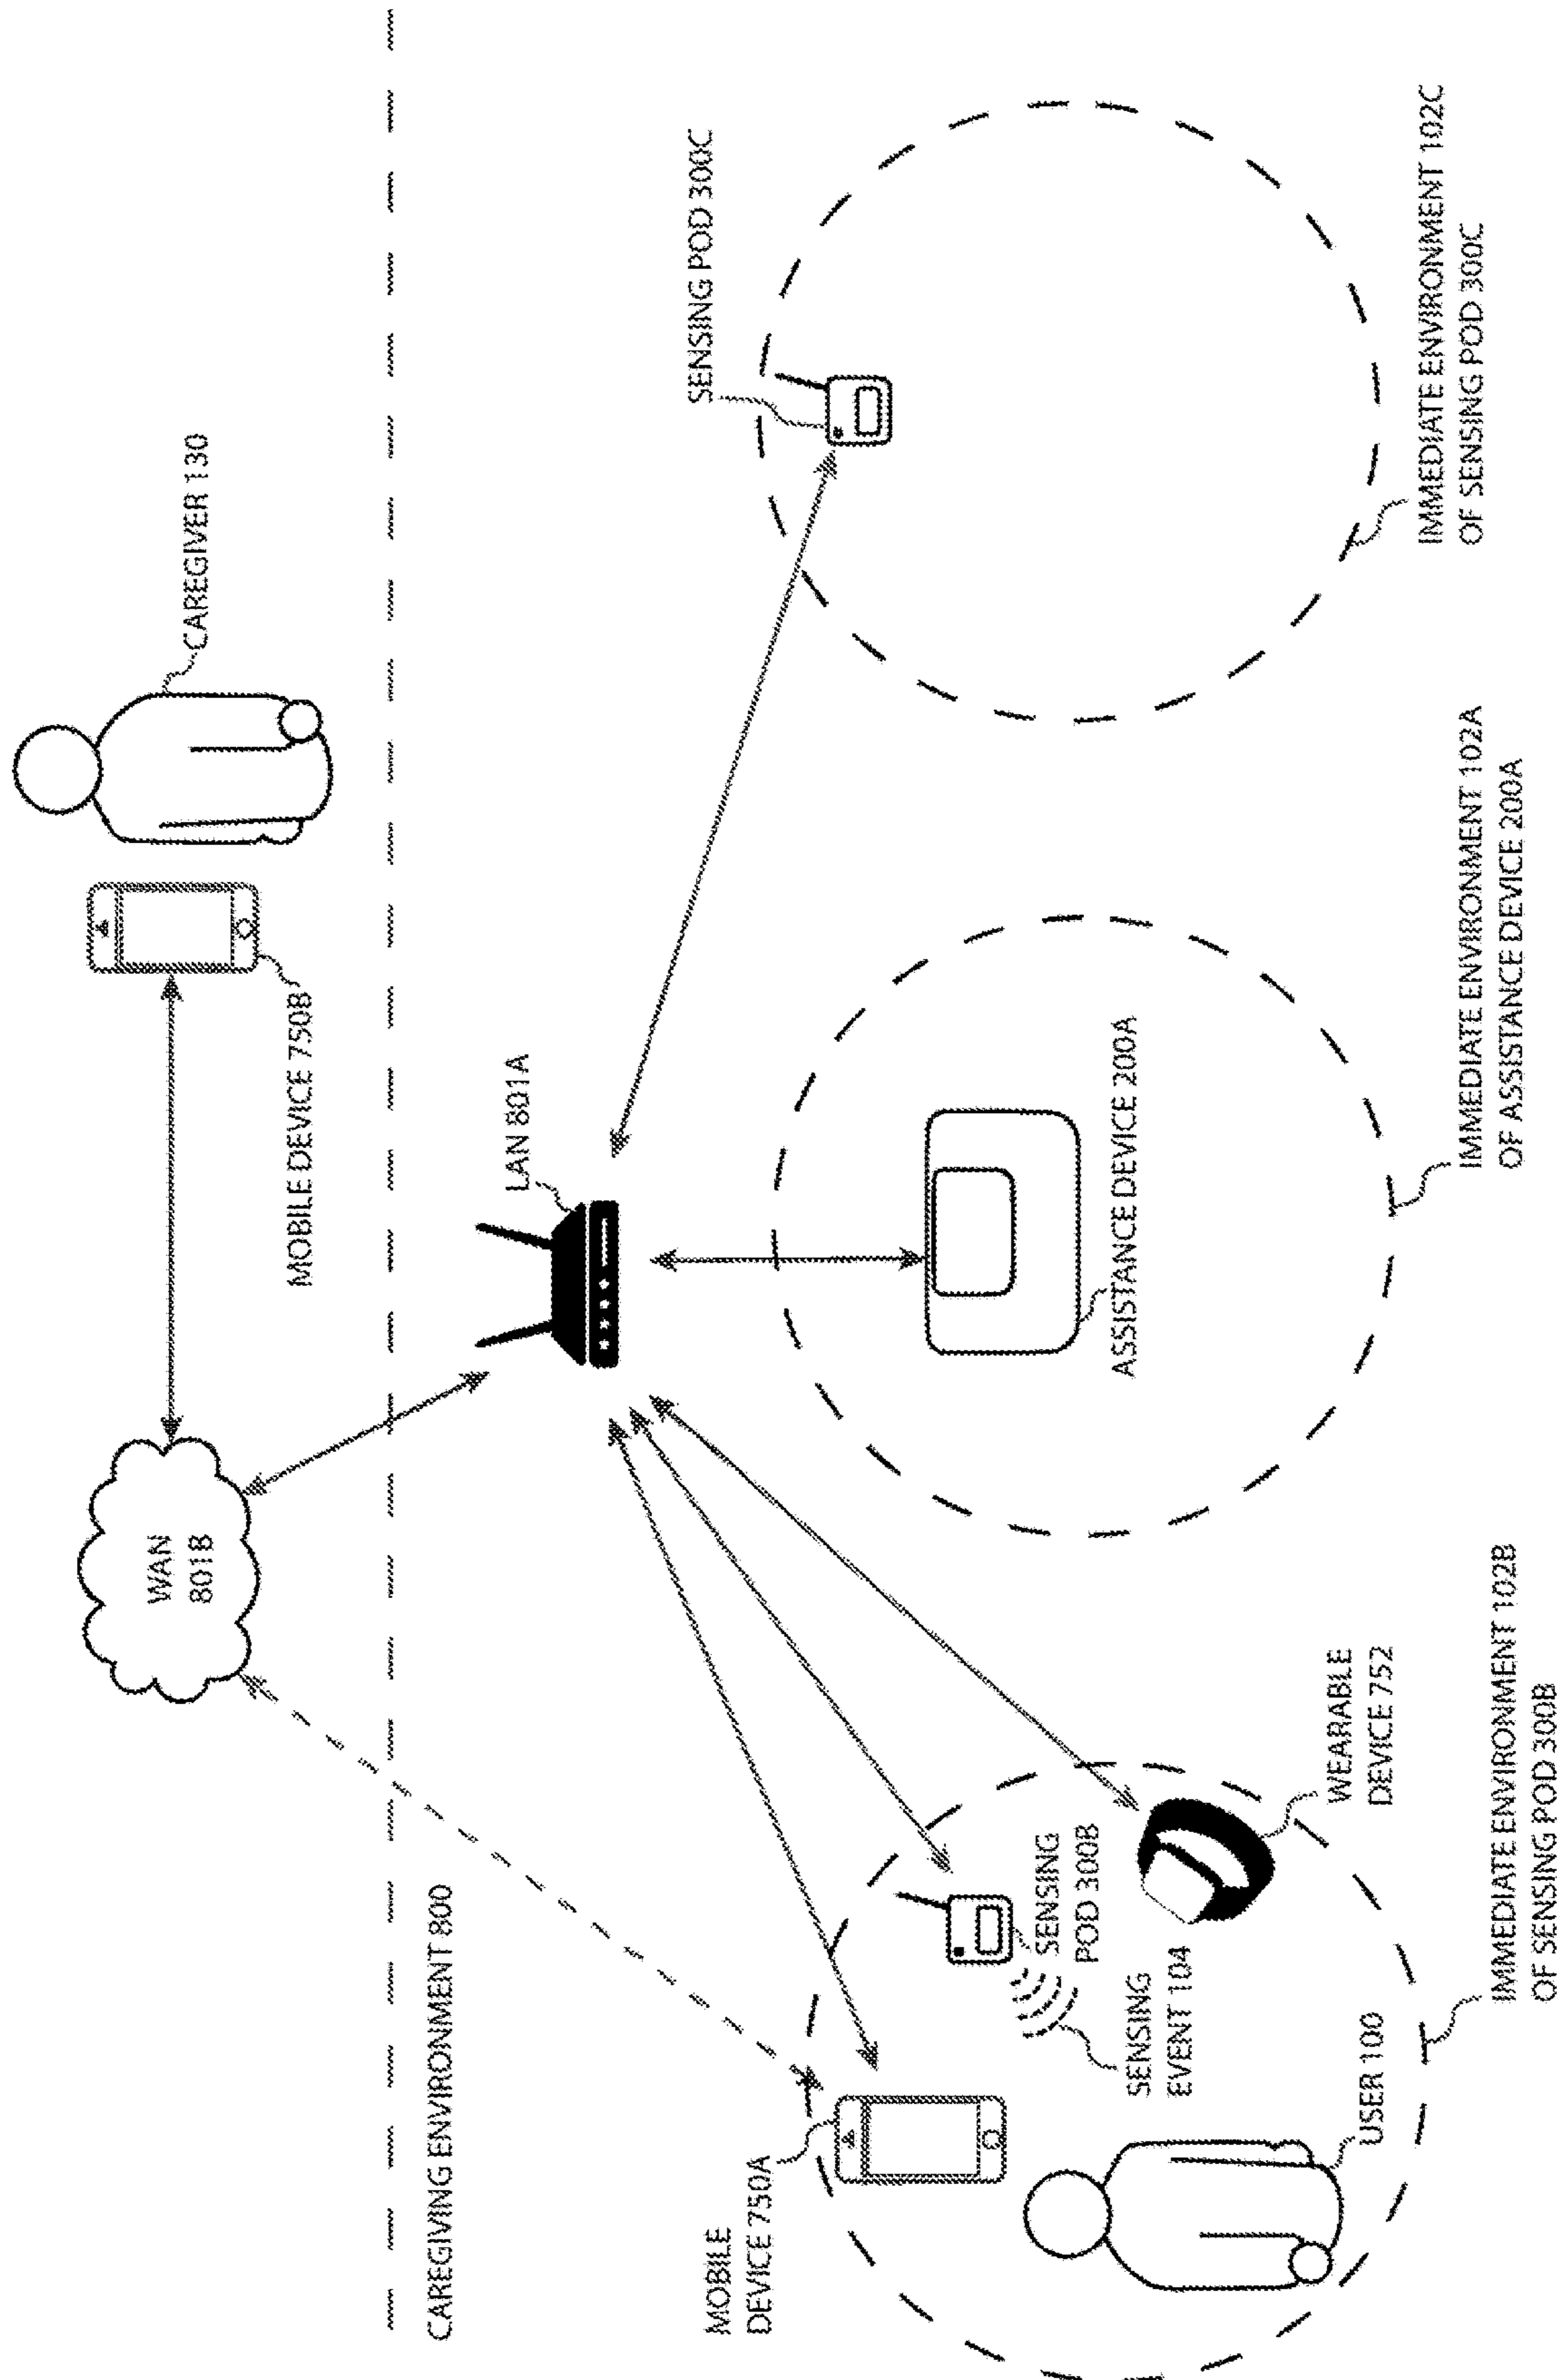 CAREGIVER 130
WAN
801B
MOBILE DEVICE 750B
CAREGIVING ENVIRONMENT 800
LAN 801A
MOBILE
DEVICE 750A
SENSING POD 300C
SENSING
POD 300B
SENSING
EVENT 104
ASSISTANCE DEVICE 200A
USER 100
WEARABLE
DEVICE 752
IMMEDIATE ENVIRONMENT 102B
OF SENSING POD 300B
IMMEDIATE ENVIRONMENT 102A
OF ASSISTANCE DEVICE 200A
IMMEDIATE ENVIRONMENT 102C
OF SENSING POD 300C